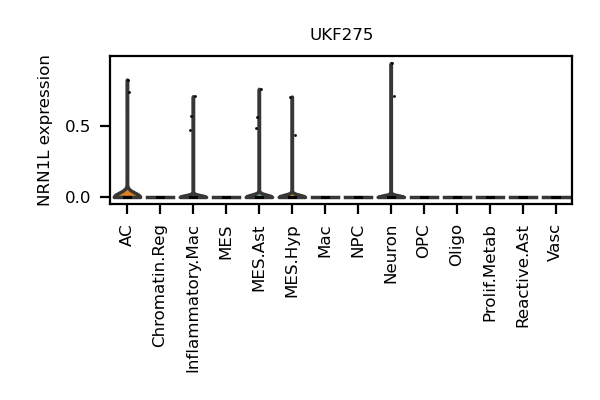 UKF275
NRN1L expression
0.5
0.0
AC
Chromatin.Reg
Inflammatory.Mac
MES
MES.Ast
MES.Hyp
Mac
NPC
Neuron
OPC
Oligo
Prolif.Metab
Reactive.Ast
Vasc